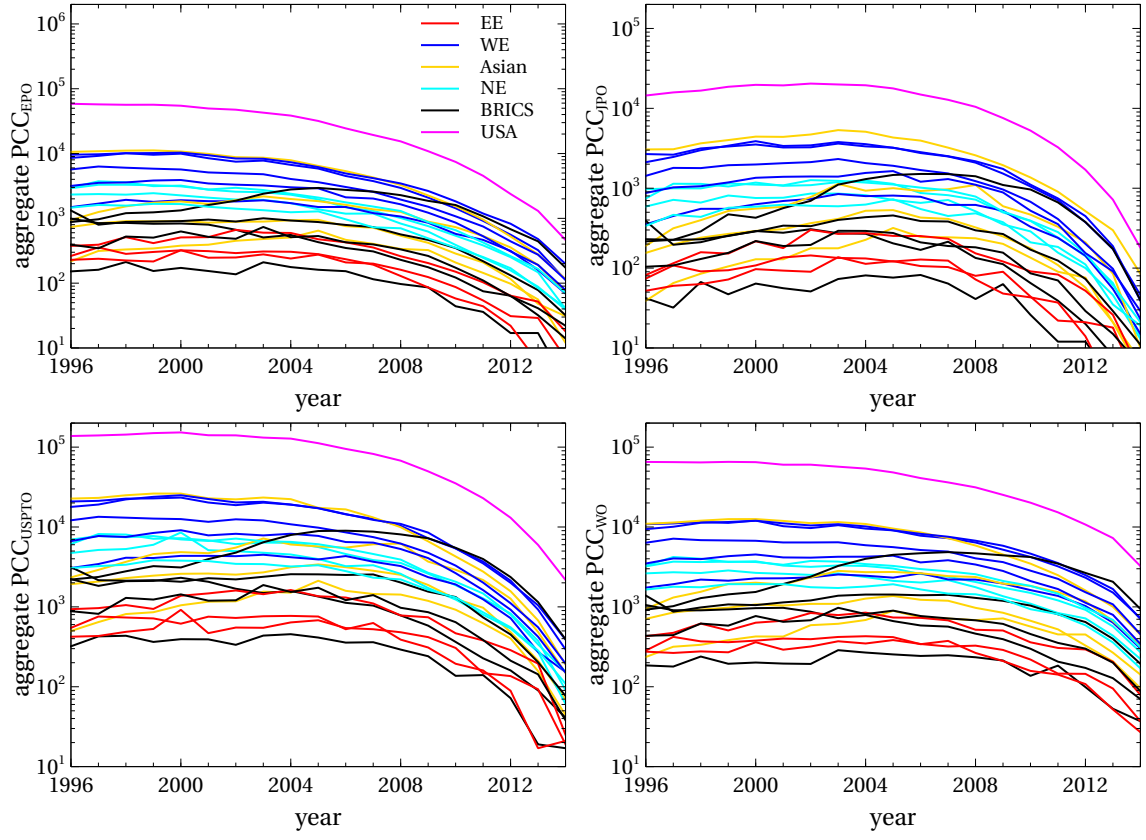 aggregate PCC_EPO
10^6
10^5
10^4
10^3
10^2
10^1
1996 2000 2004 2008 2012
year
EE
WE
Asian
NE
BRICS
USA
aggregate PCC_JPO
10^5
10^4
10^3
10^2
10^1
1996 2000 2004 2008 2012
year
aggregate PCC_USPTO
10^5
10^4
10^3
10^2
10^1
1996 2000 2004 2008 2012
year
aggregate PCC_WO
10^5
10^4
10^3
10^2
10^1
1996 2000 2004 2008 2012
year